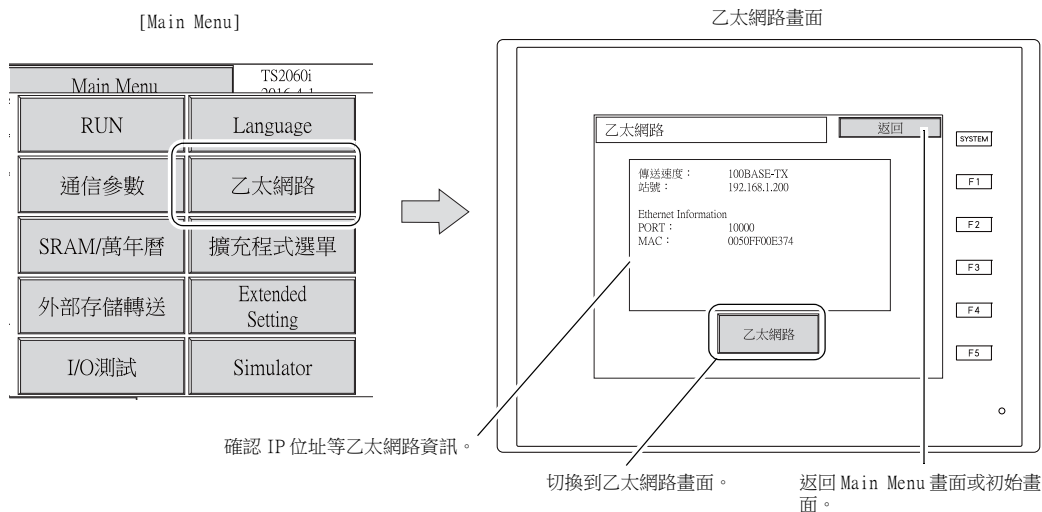 [Main Menu]
乙太網路畫面
Main Menu
TS2060i
RUN
Language
通信參數
乙太網路
SRAM/萬年曆
擴充程式選單
外部存儲轉送
Extended
Setting
I/O測試
Simulator
乙太網路
返回
傳送速度： 100BASE-TX
站號： 192.168.1.200
Ethernet Information
PORT： 10000
MAC： 0050FF00E374
乙太網路
SYSTEM
F1
F2
F3
F4
F5
確認 IP 位址等乙太網路資訊。
切換到乙太網路畫面。
返回 Main Menu 畫面或初始畫
面。